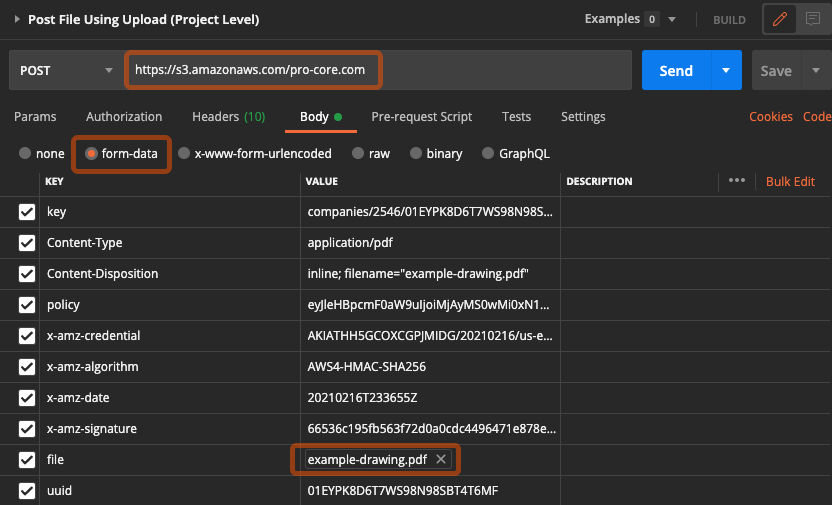 Post File Using Upload (Project Level) Examples 0 BUILD
POST https://s3.amazonaws.com/pro-core.com Send Save
Params Authorization Headers (10) Body Pre-request Script Tests Settings Cookies Code
none form-data x-www-form-urlencoded raw binary GraphQL
KEY VALUE DESCRIPTION ••• Bulk Edit
key companies/2546/01EYPK8D6T7WS98N98S...
Content-Type application/pdf
Content-Disposition inline; filename="example-drawing.pdf"
policy eyJleHBpcmF0aW9uIjoiMjAyMS0wMi0xN1...
x-amz-credential AKIATHH5GCOXCGPJMIDG/20210216/us-e...
x-amz-algorithm AWS4-HMAC-SHA256
x-amz-date 20210216T233655Z
x-amz-signature 66536c195fb563f72d0a0cdc4496471e878e...
file example-drawing.pdf
uuid 01EYPK8D6T7WS98N98SBT4T6MF